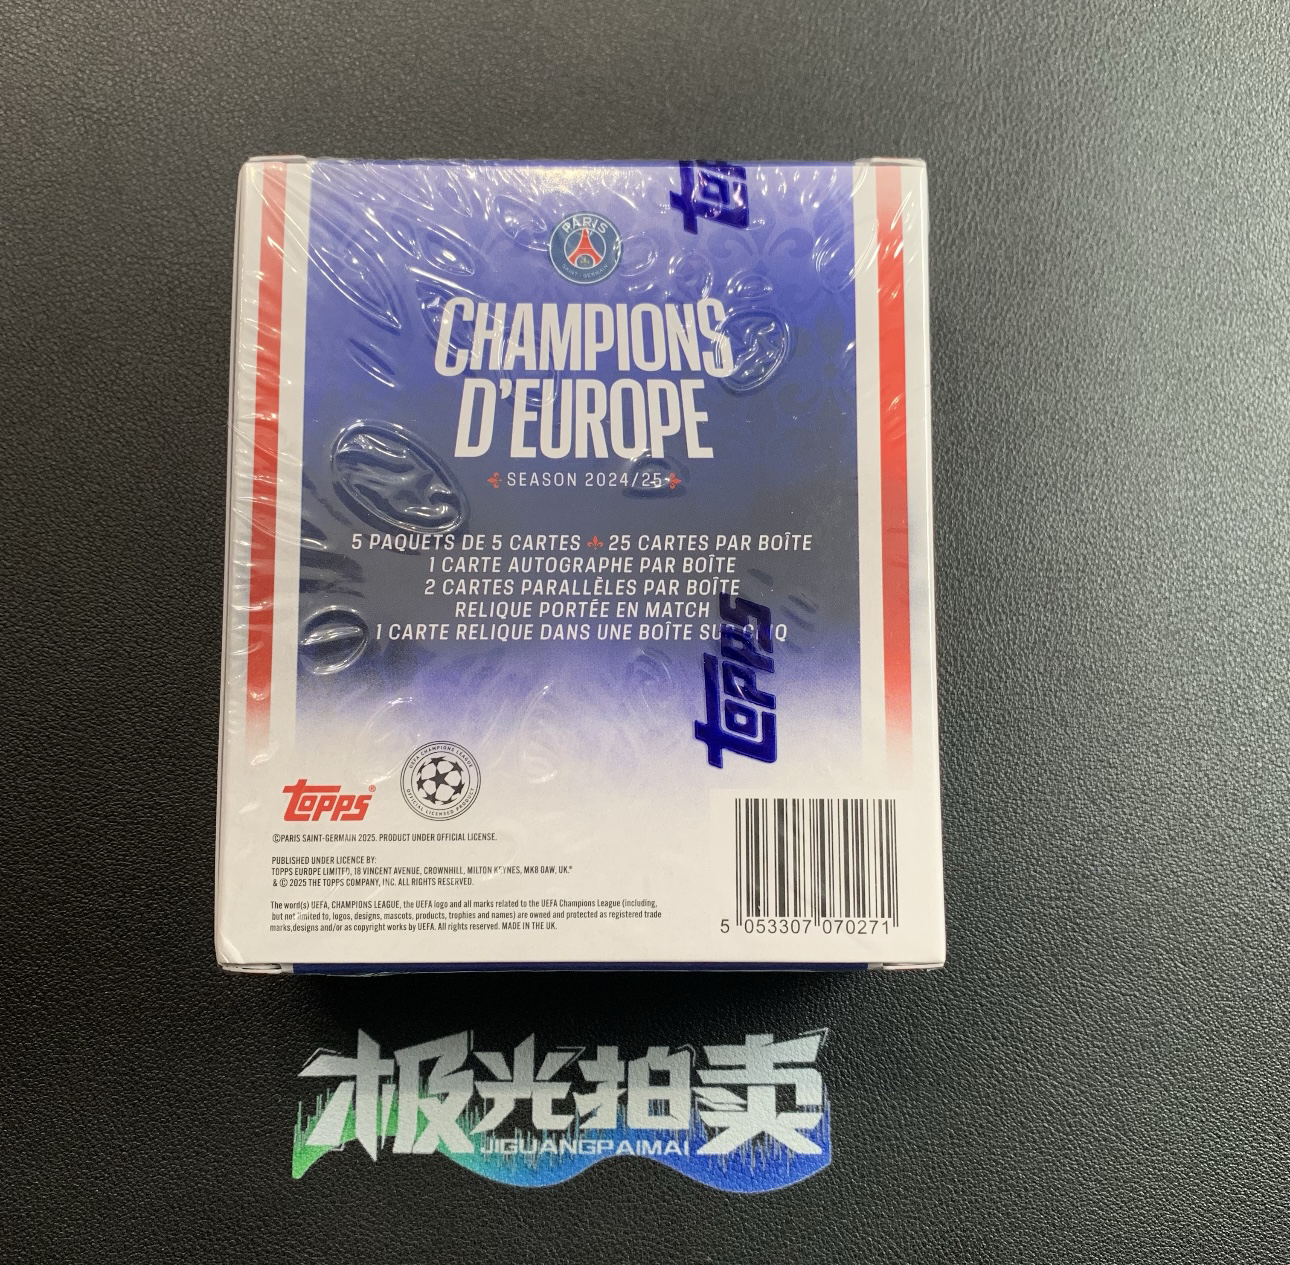 Topps
PARIS
SAINT-GERMAIN
CHAMPIONS
D'EUROPE
SEASON 2024/25
5 PAQUETS DE 5 CARTES 25 CARTES PAR BOÎTE
1 CARTE AUTOGRAPHE PAR BOÎTE
2 CARTES PARALLÈLES PAR BOÎTE
RELIQUE PORTÉE EN MATCH
1 CARTE RELIQUE DANS UNE BOÎTE SUR CINQ
Topps
Topps®
UEFA CHAMPIONS LEAGUE
OFFICIAL LICENSED PRODUCT
©PARIS SAINT-GERMAIN 2025. PRODUCT UNDER OFFICIAL LICENSE.
PUBLISHED UNDER LICENCE BY:
TOPPS EUROPE LIMITED, 18 VINCENT AVENUE, CROWNHILL, MILTON KEYNES, MK8 0AW, UK.®
& © 2025 THE TOPPS COMPANY, INC. ALL RIGHTS RESERVED.
The word(s) UEFA, CHAMPIONS LEAGUE, the UEFA logo and all marks related to the UEFA Champions League (including,
but not limited to, logos, designs, mascots, products, trophies and names) are owned and protected as registered trade
marks,designs and/or as copyright works by UEFA. All rights reserved. MADE IN THE UK.
5 053307 070271
极光拍卖
JIGUANGPAIMAI